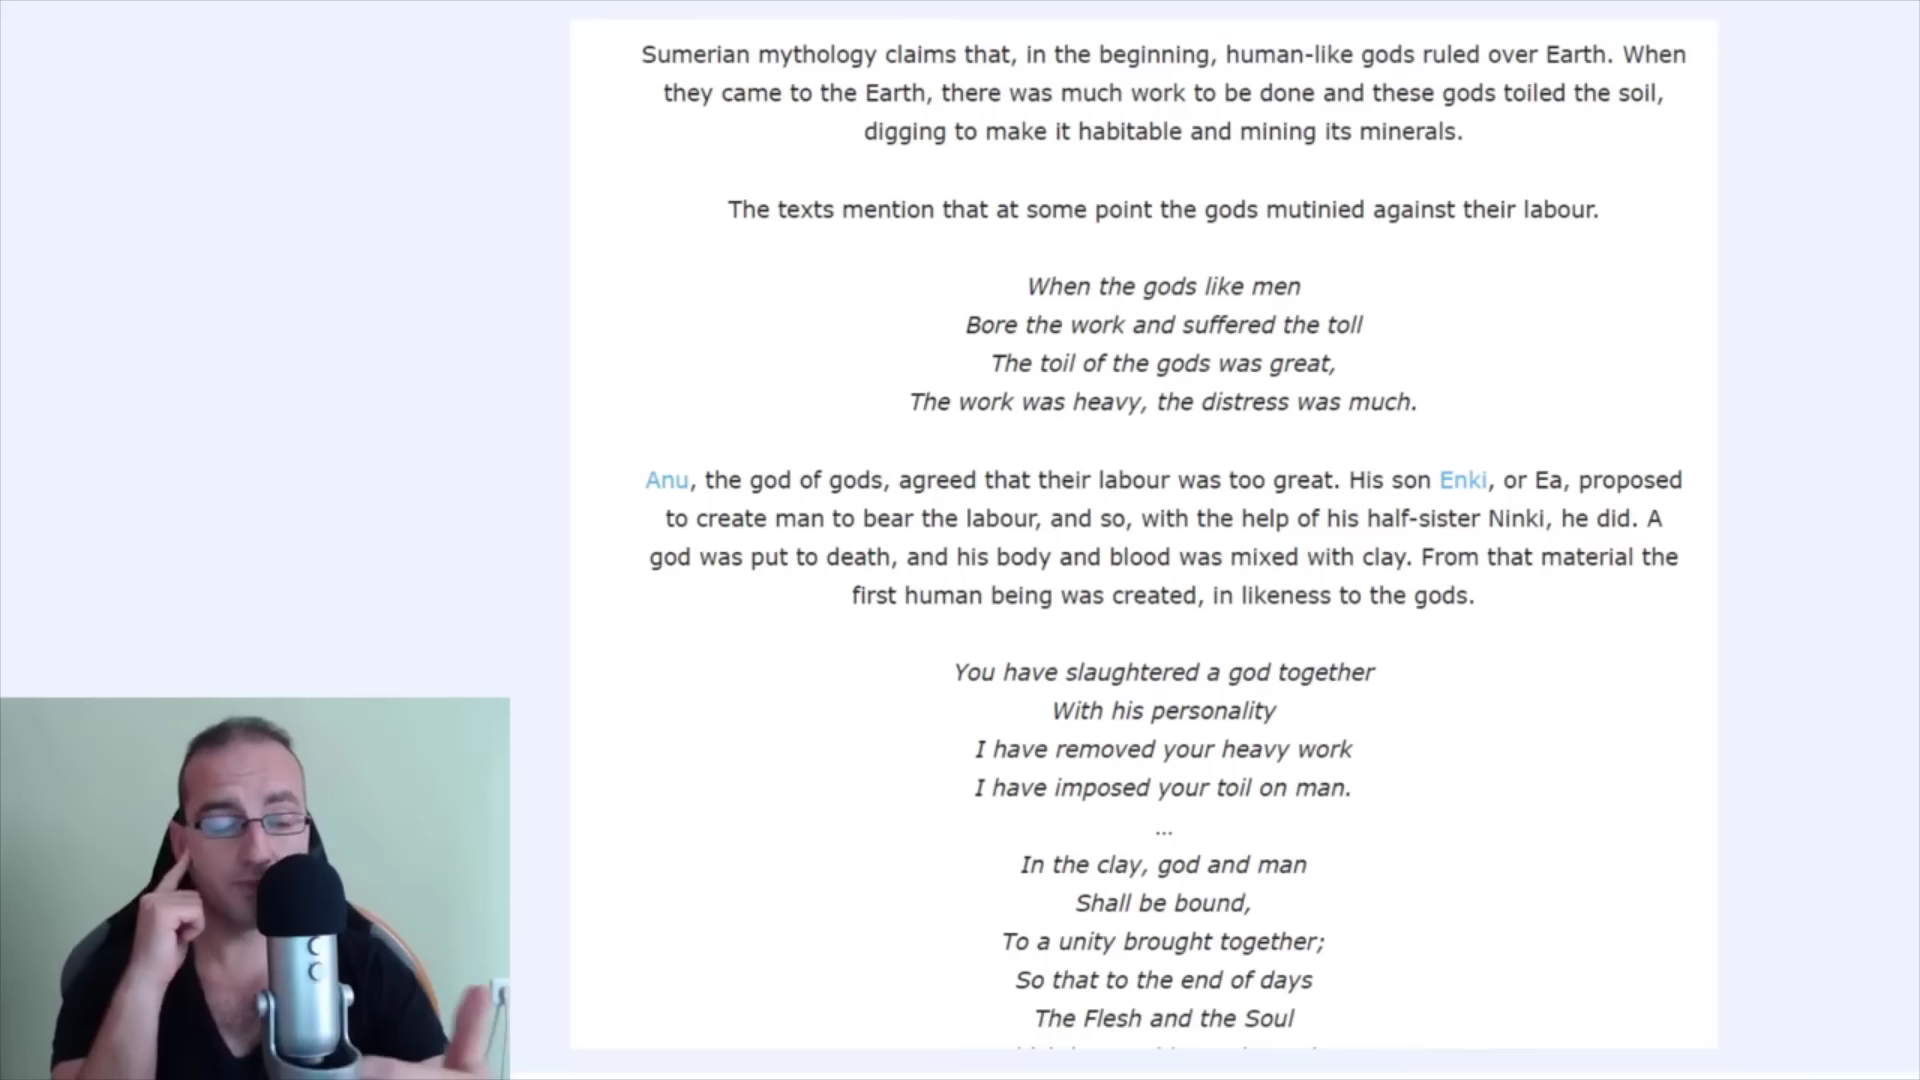 Sumerian mythology claims that, in the beginning, human-like gods ruled over Earth. When
they came to the Earth, there was much work to be done and these gods toiled the soil,
digging to make it habitable and mining its minerals.
The texts mention that at some point the gods mutinied against their labour.
When the gods like men
Bore the work and suffered the toll
The toil of the gods was great,
The work was heavy, the distress was much.
Anu, the god of gods, agreed that their labour was too great. His son Enki, or Ea, proposed
to create man to bear the labour, and so, with the help of his half-sister Ninki, he did. A
god was put to death, and his body and blood was mixed with clay. From that material the
first human being was created, in likeness to the gods.
You have slaughtered a god together
With his personality
I have removed your heavy work
I have imposed your toil on man.
...
In the clay, god and man
Shall be bound,
To a unity brought together;
So that to the end of days
The Flesh and the Soul